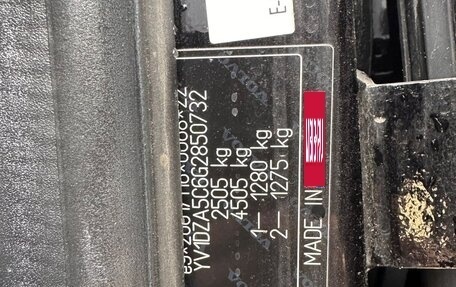 YV1DZA5C6G2850732
2505 kg
4505 kg
1– 1280 kg
2– 1275 kg
MADE IN
E-